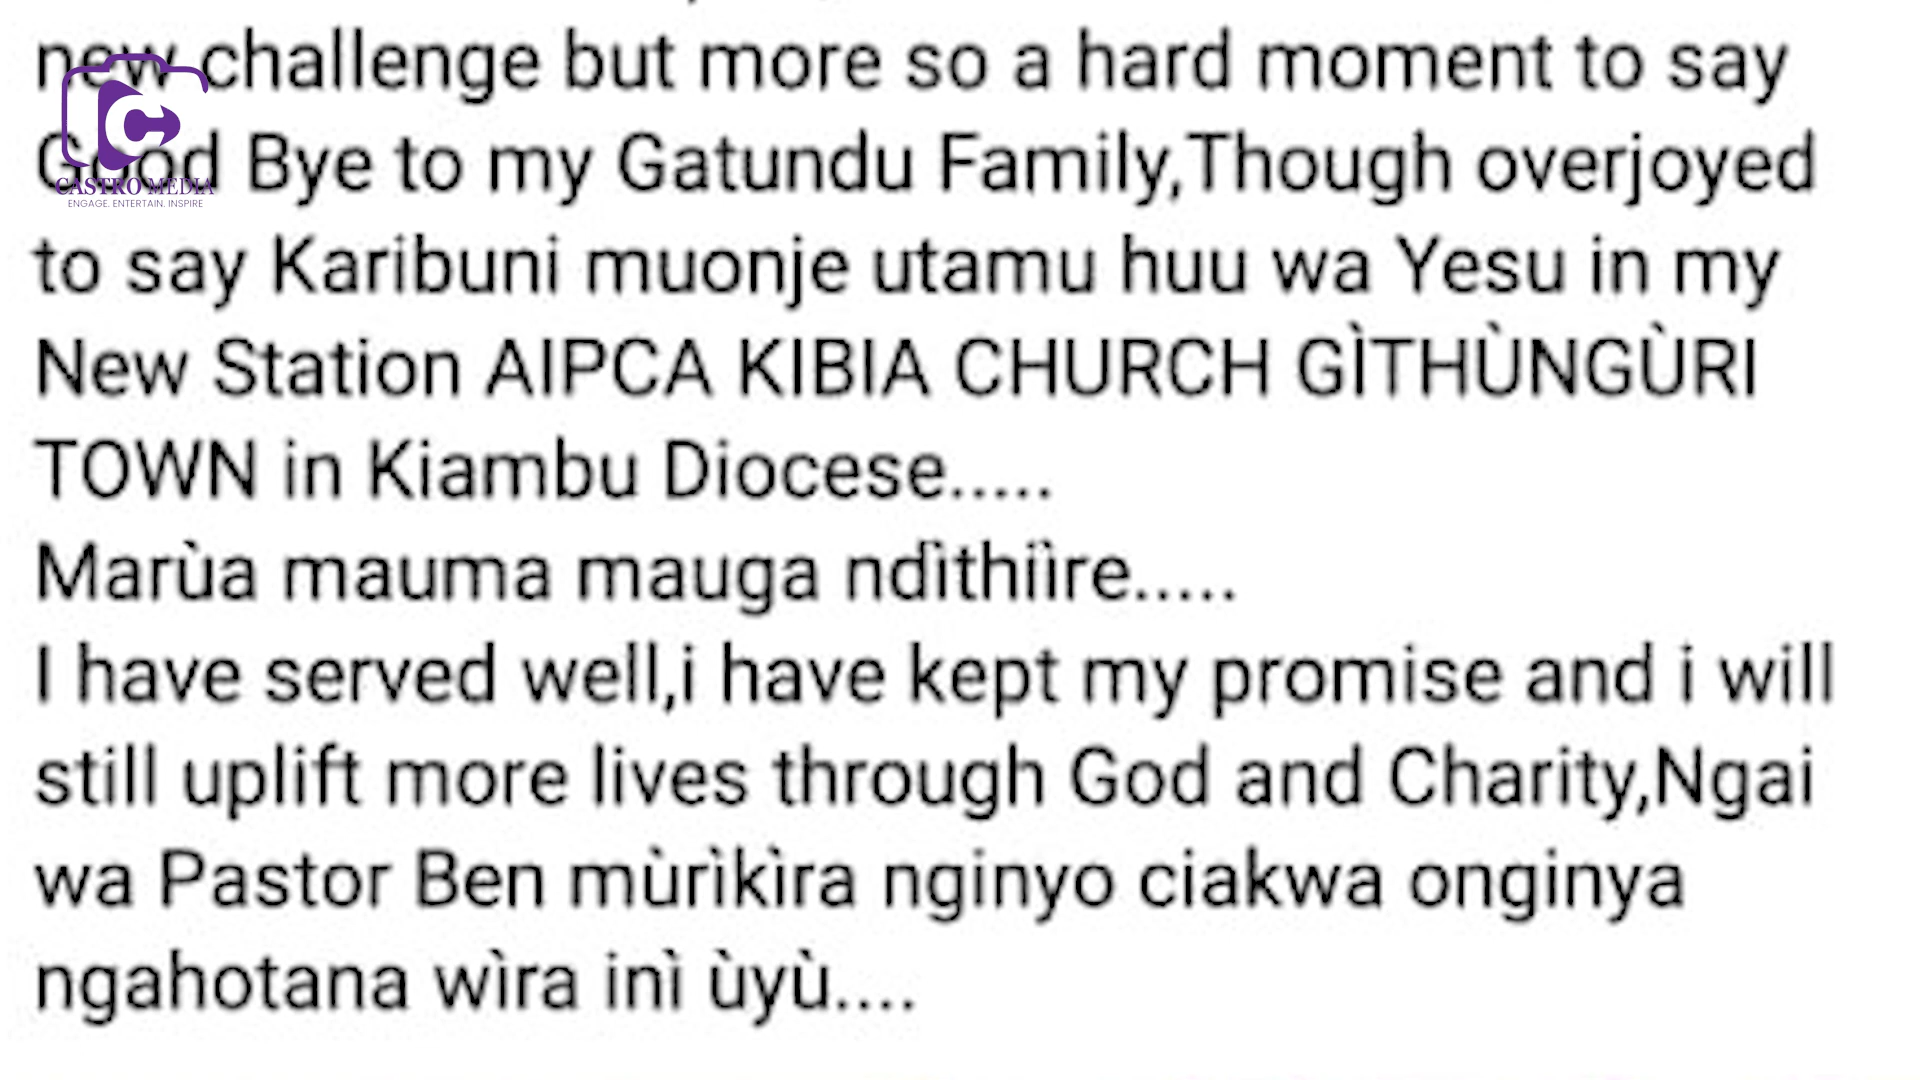 new challenge but more so a hard moment to say
Good Bye to my Gatundu Family,Though overjoyed
to say Karibuni muonje utamu huu wa Yesu in my
New Station AIPCA KIBIA CHURCH GÌTHÙNGÙRI
TOWN in Kiambu Diocese.....
Marùa mauma mauga ndìthiìre.....
I have served well,i have kept my promise and i will
still uplift more lives through God and Charity,Ngai
wa Pastor Ben mùrìkìra nginyo ciakwa onginya
ngahotana wìra inì ùyù....
CASTRO MEDIA
ENGAGE. ENTERTAIN. INSPIRE